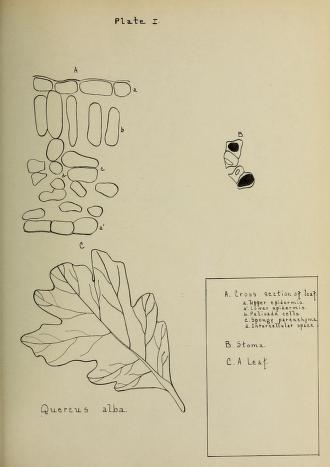 Plate I
A
a
b
c
d
a'
B
C
Quercus alba.
A. Cross section of leaf
a. Upper epidermis
a'. Lower epidermis
b. Palisade cells
c. Sponge parenchyma
d. Intercellular space
B. Stoma
C. A Leaf.